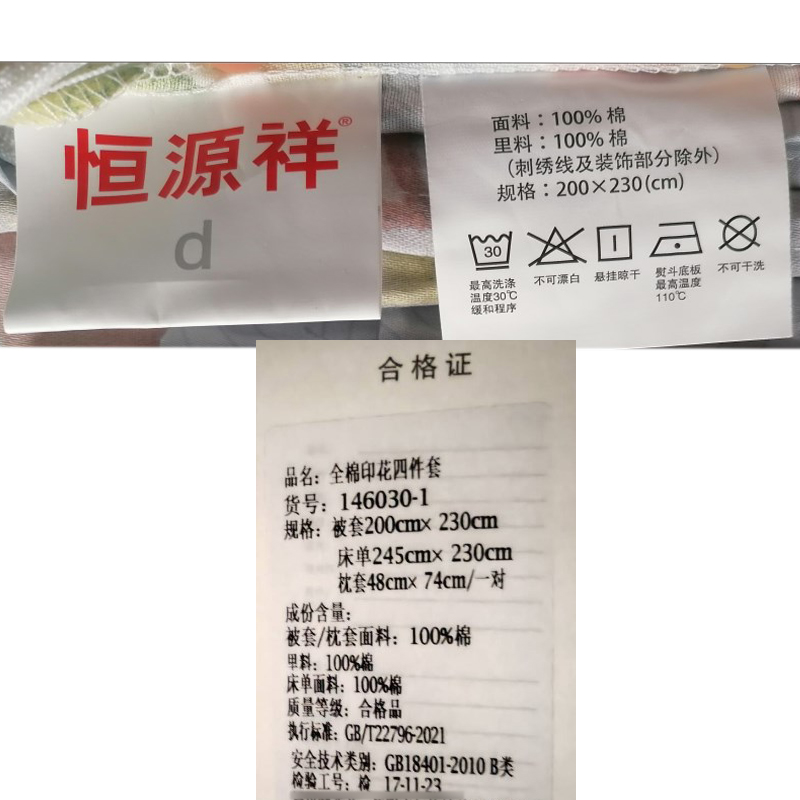 恒源祥®
d
面料：100% 棉
里料：100% 棉
（刺绣线及装饰部分除外）
规格：200×230(cm)
30
最高洗涤
温度30℃
缓和程序
不可漂白
悬挂晾干
熨斗底板
最高温度
110℃
不可干洗
合格证
品名：全棉印花四件套
货号：146030-1
规格：被套200cm× 230cm
床单245cm× 230cm
枕套48cm× 74cm/一对
成份含量：
被套/枕套面料：100%棉
里料：100%棉
床单面料：100%棉
质量等级：合格品
执行标准：GB/T22796-2021
安全技术类别：GB18401-2010 B类
检验工号：检 17-11-23